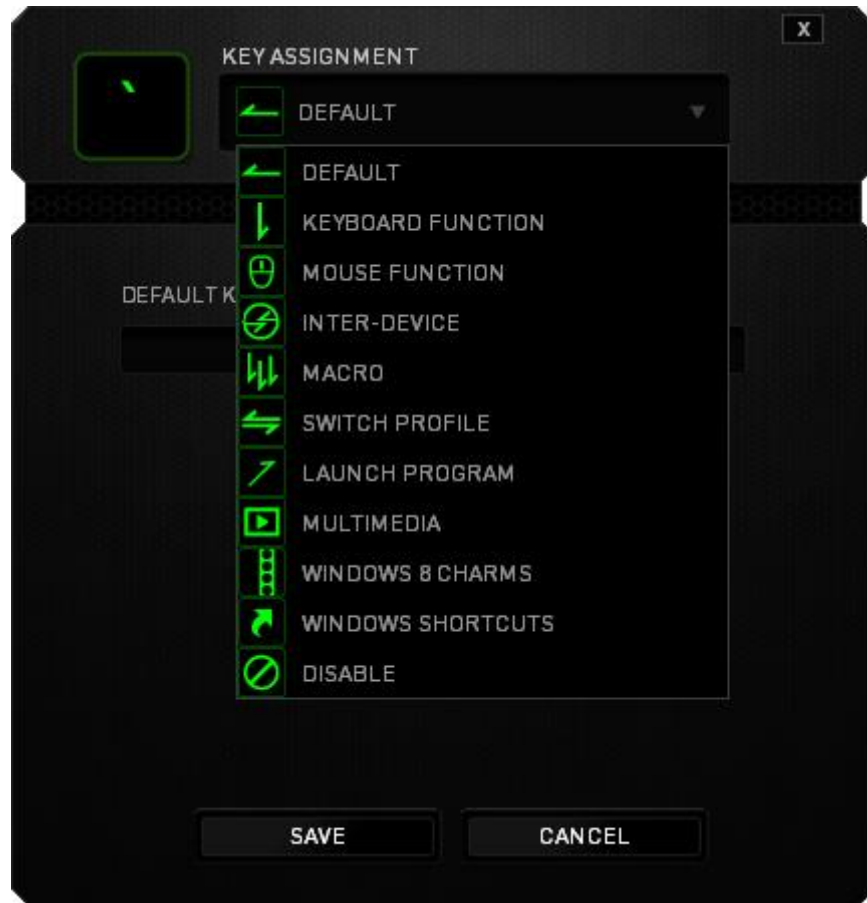 X
KEY ASSIGNMENT
`
DEFAULT
DEFAULT
KEYBOARD FUNCTION
MOUSE FUNCTION
DEFAULT K
INTER-DEVICE
MACRO
SWITCH PROFILE
LAUNCH PROGRAM
MULTIMEDIA
WINDOWS 8 CHARMS
WINDOWS SHORTCUTS
DISABLE
SAVE CANCEL